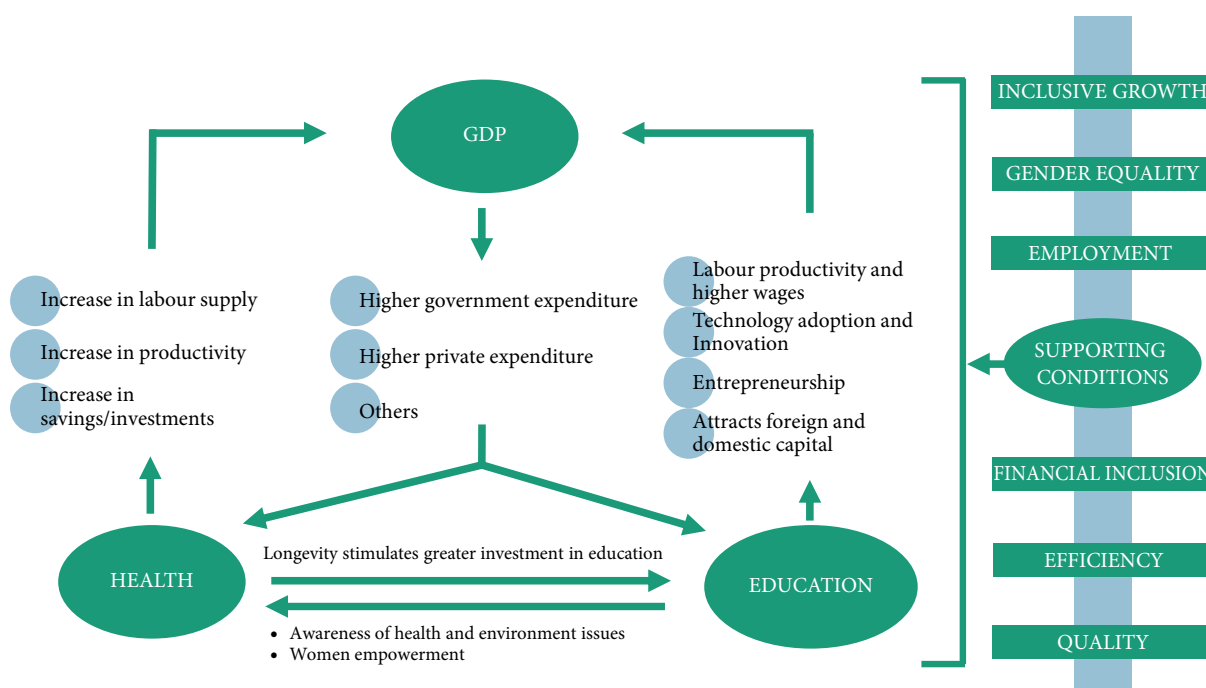 GDP
Increase in labour supply
Increase in productivity
Increase in
savings/investments
Higher government expenditure
Higher private expenditure
Others
Labour productivity and
higher wages
Technology adoption and
Innovation
Entrepreneurship
Attracts foreign and
domestic capital
HEALTH
Longevity stimulates greater investment in education
• Awareness of health and environment issues
• Women empowerment
EDUCATION
INCLUSIVE GROWTH
GENDER EQUALITY
EMPLOYMENT
SUPPORTING
CONDITIONS
FINANCIAL INCLUSION
EFFICIENCY
QUALITY